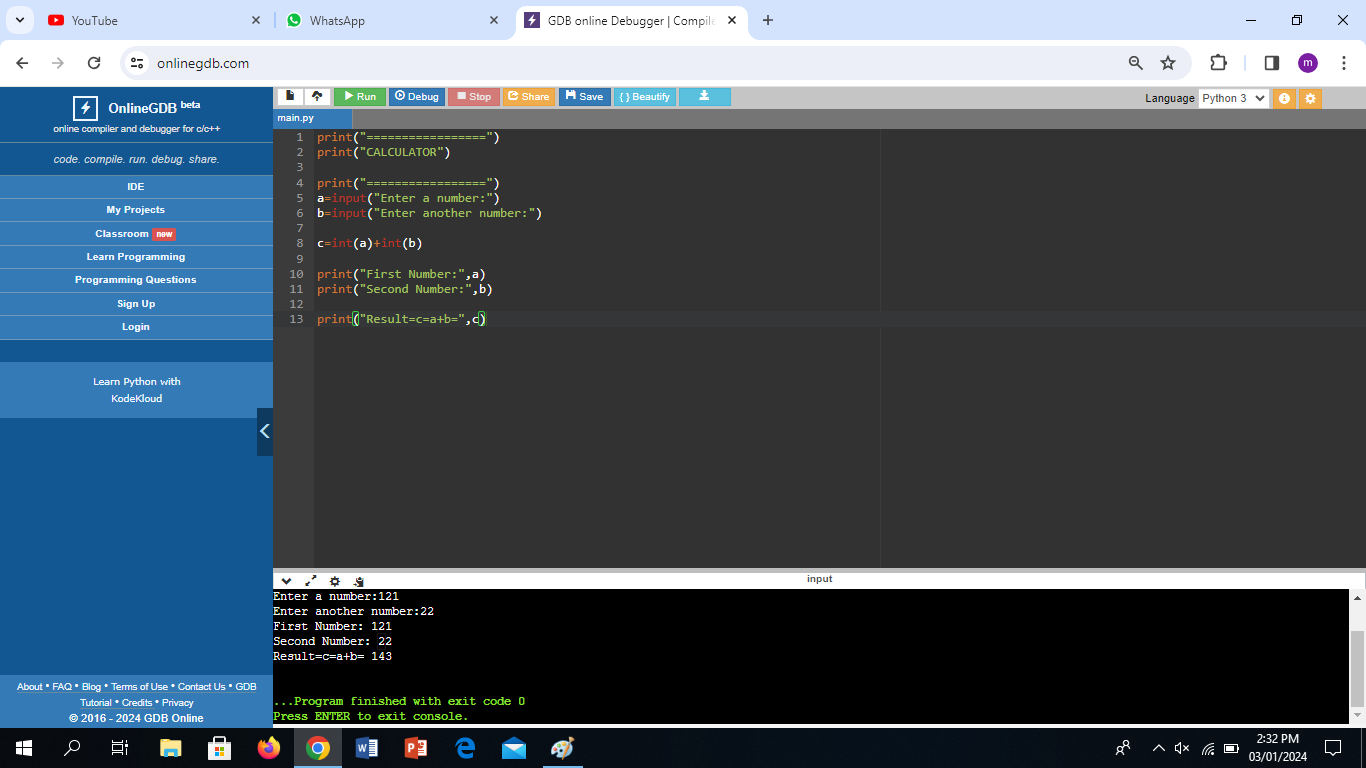 YouTube
WhatsApp
GDB online Debugger | Compile
onlinegdb.com
m
OnlineGDB beta
online compiler and debugger for c/c++
code. compile. run. debug. share.
IDE
My Projects
Classroom new
Learn Programming
Programming Questions
Sign Up
Login
Learn Python with
KodeKloud
About • FAQ • Blog • Terms of Use • Contact Us • GDB
Tutorial • Credits • Privacy
© 2016 - 2024 GDB Online
Run Debug Stop Share Save { } Beautify
Language Python 3
main.py
1 print("=================")
2 print("CALCULATOR")
3
4 print("=================")
5 a=input("Enter a number:")
6 b=input("Enter another number:")
7
8 c=int(a)+int(b)
9
10 print("First Number:",a)
11 print("Second Number:",b)
12
13 print("Result=c=a+b=",c)
input
Enter a number:121
Enter another number:22
First Number: 121
Second Number: 22
Result=c=a+b= 143
...Program finished with exit code 0
Press ENTER to exit console.
2:32 PM
03/01/2024